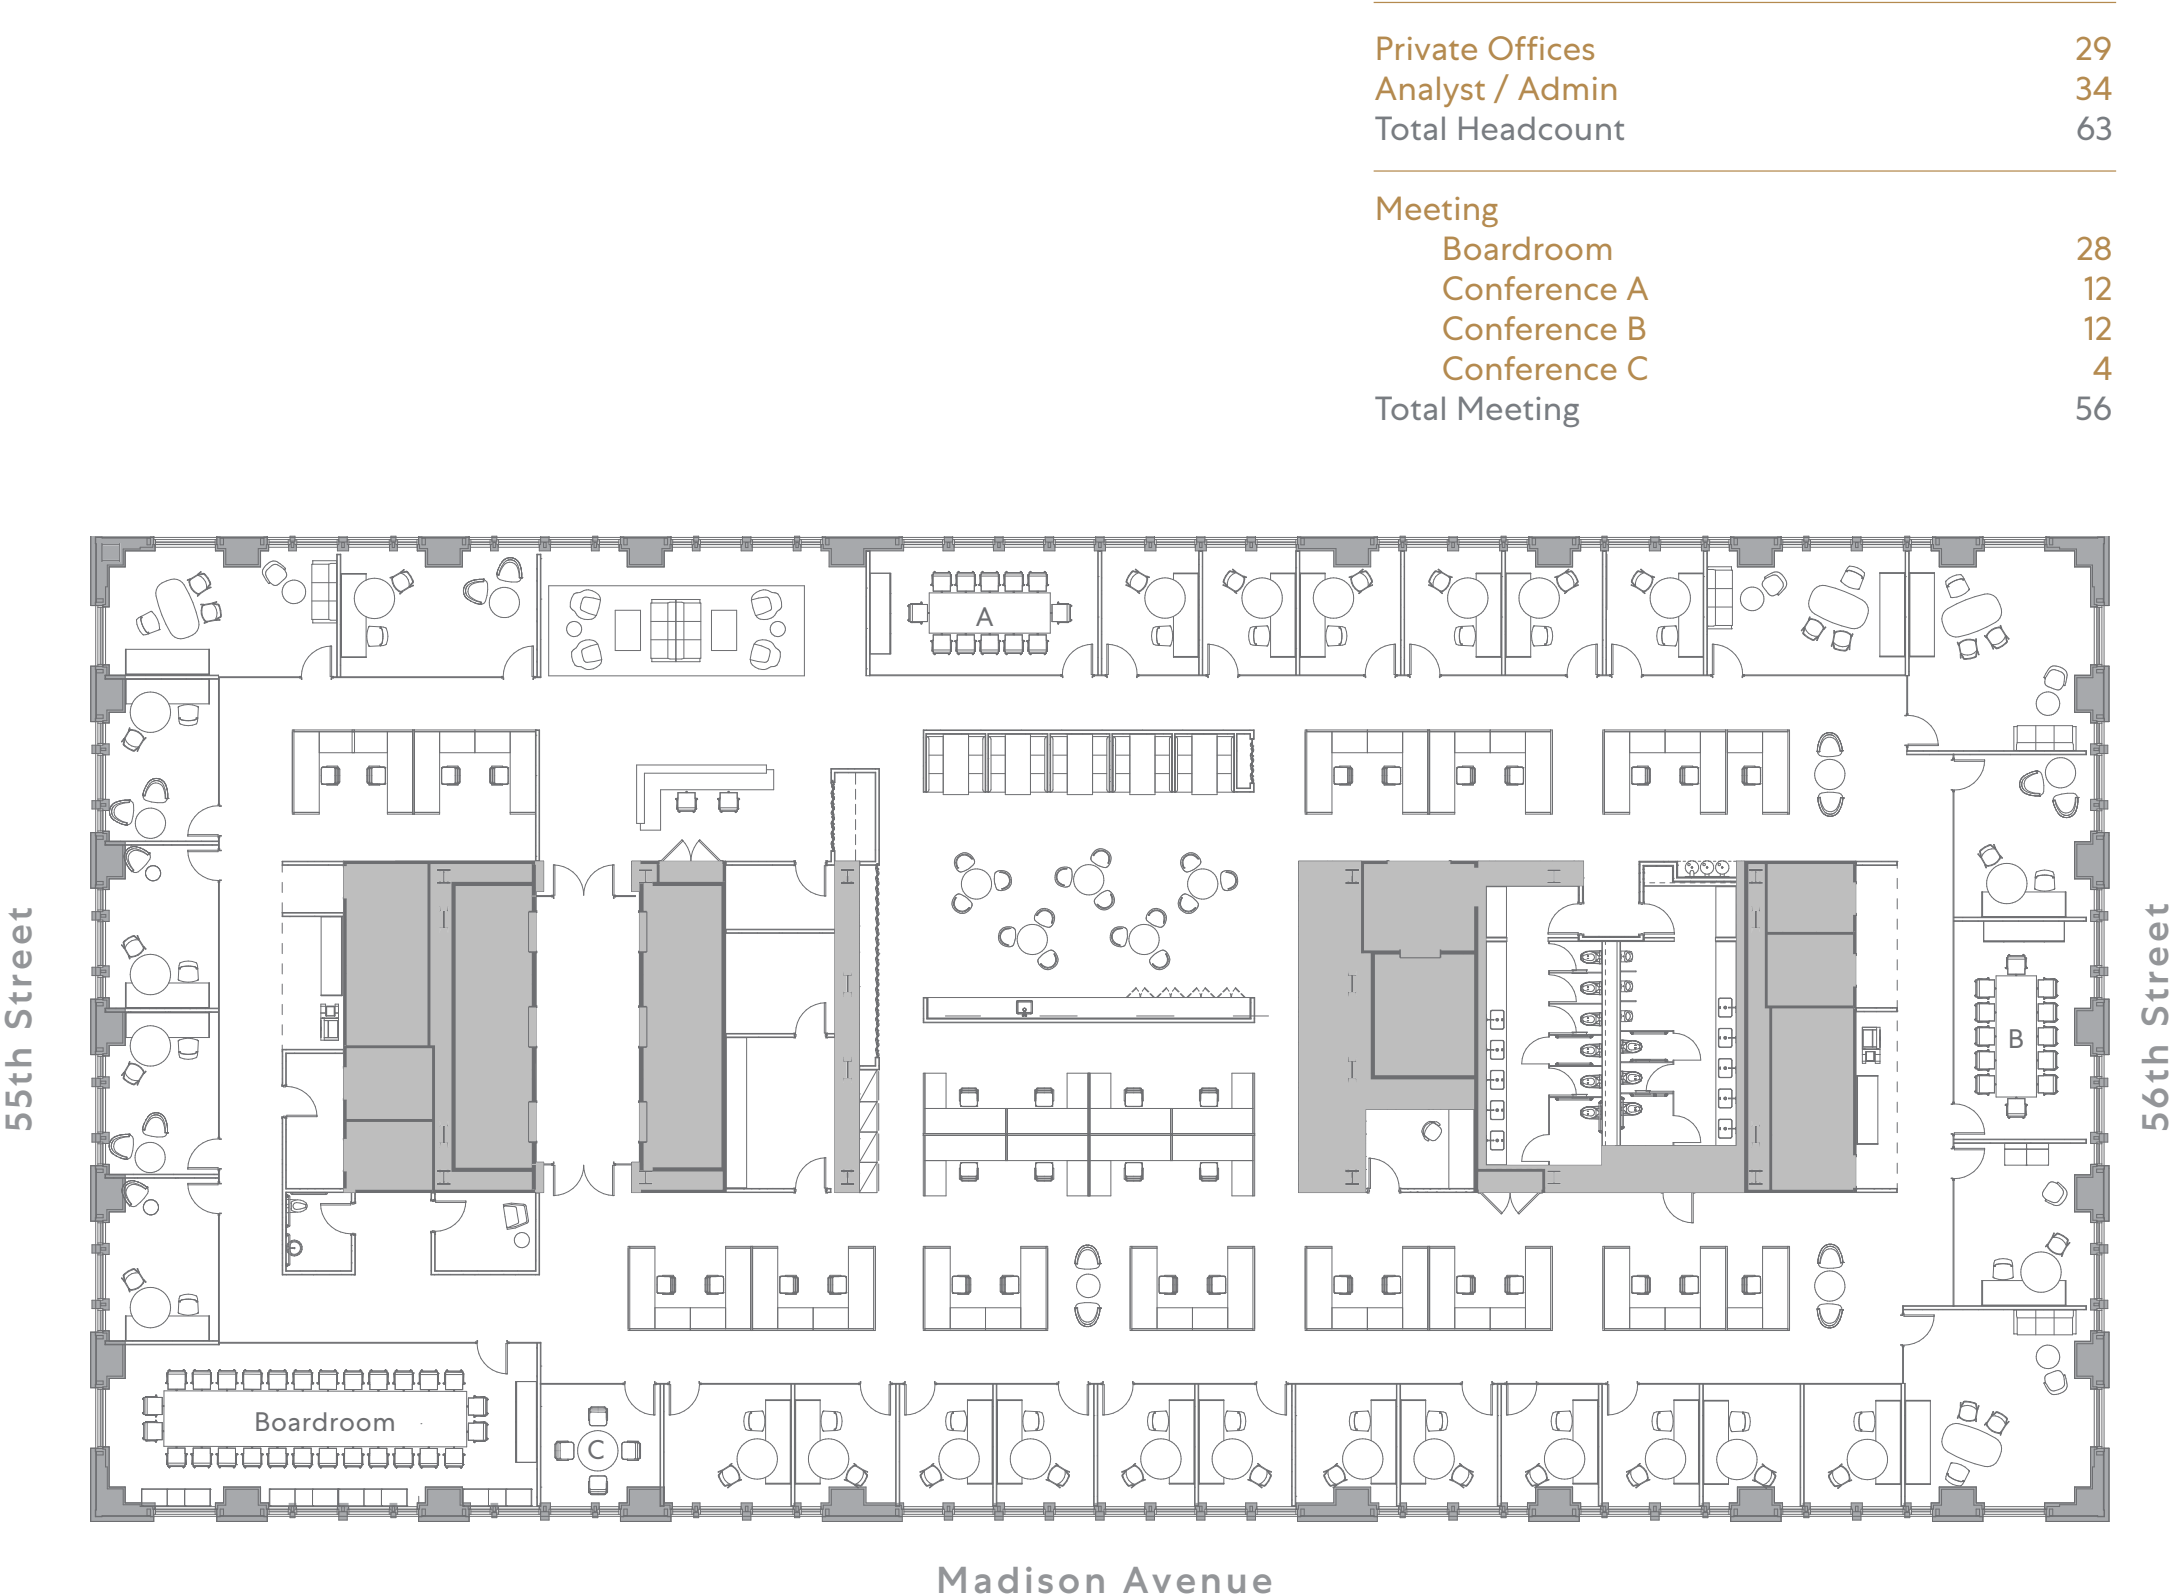 Private Offices 29
Analyst / Admin 34
Total Headcount 63
Meeting
Boardroom 28
Conference A 12
Conference B 12
Conference C 4
Total Meeting 56
A
55th Street
56th Street
B
Boardroom
C
Madison Avenue